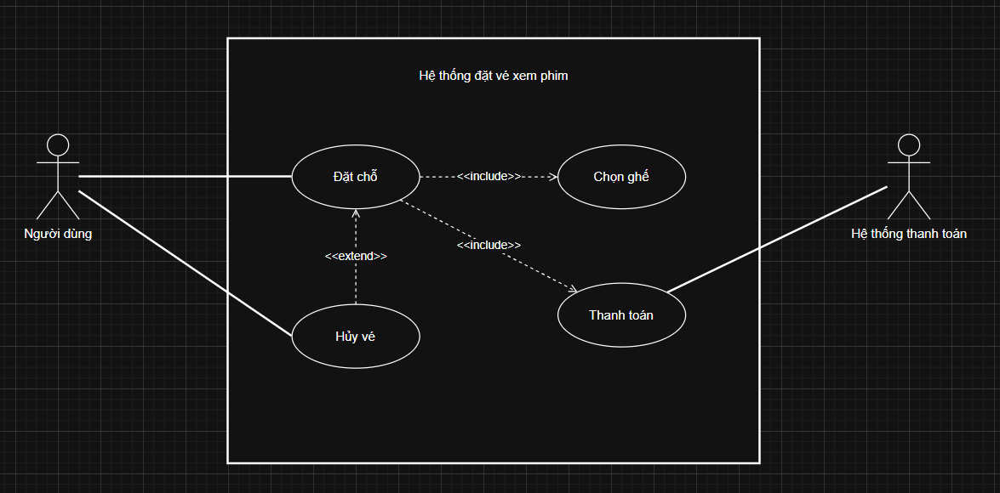 Hệ thống đặt vé xem phim
Đặt chỗ
<<include>>
Chọn ghế
Người dùng
Hệ thống thanh toán
<<include>>
<<extend>>
Thanh toán
Hủy vé